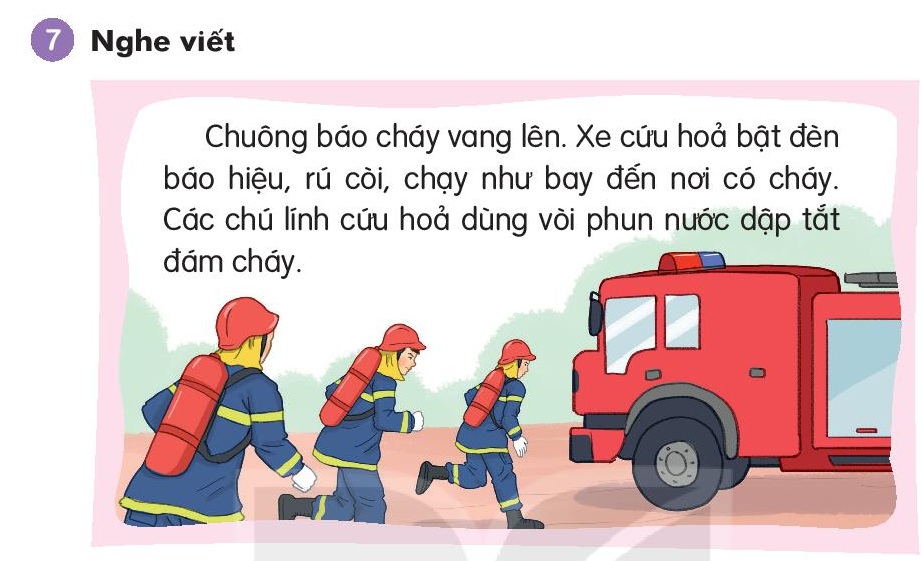 7 Nghe viết
Chuông báo cháy vang lên. Xe cứu hoả bật đèn
báo hiệu, rú còi, chạy như bay đến nơi có cháy.
Các chú lính cứu hoả dùng vòi phun nước dập tắt
đám cháy.